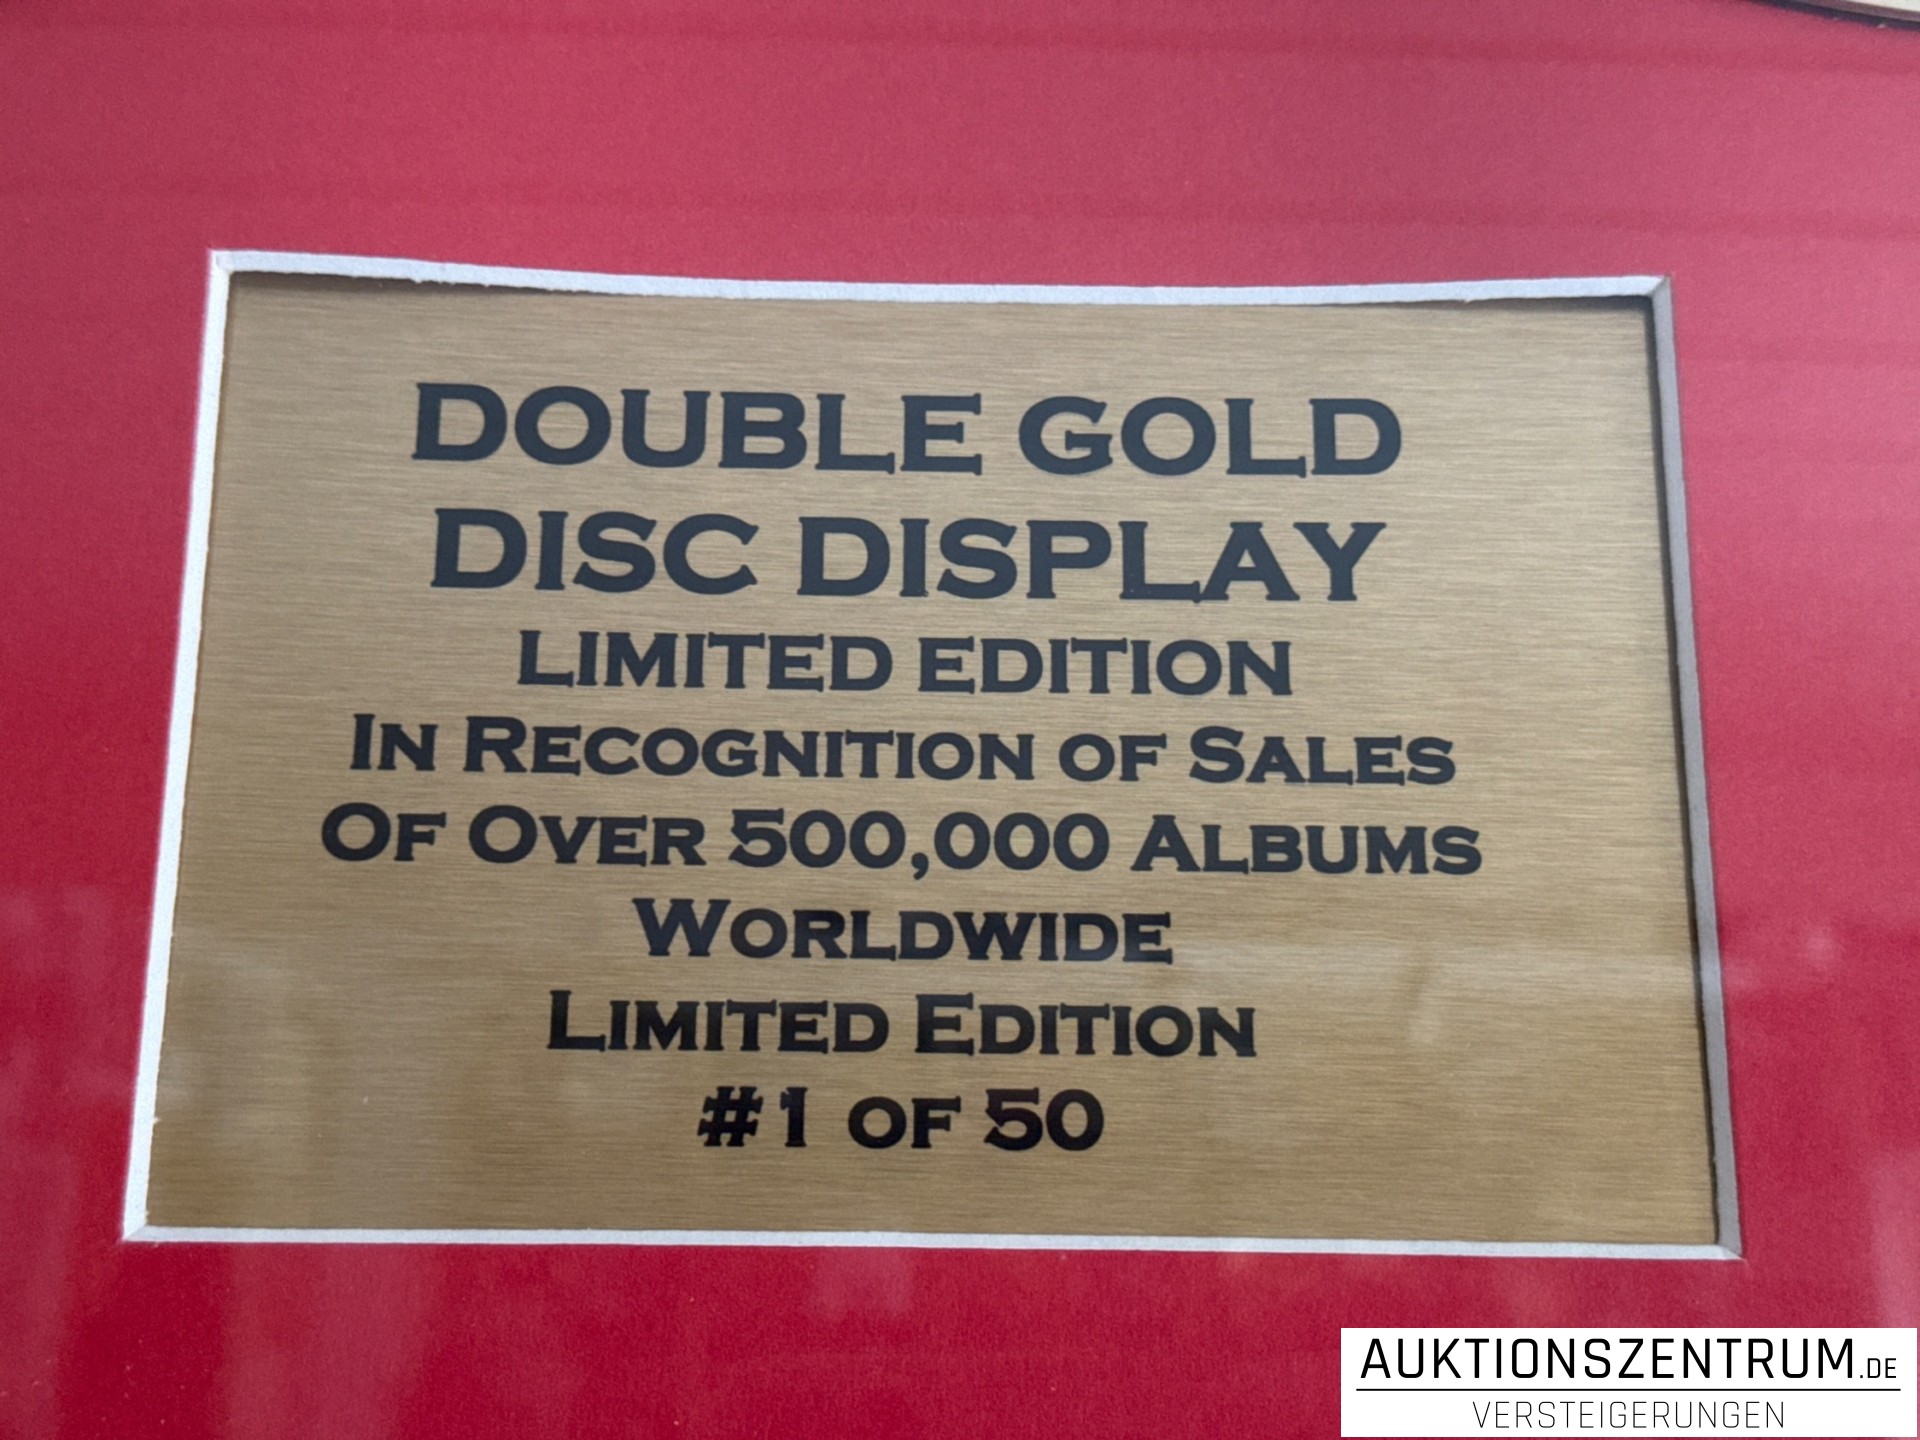 DOUBLE GOLD
DISC DISPLAY
LIMITED EDITION
IN RECOGNITION OF SALES
OF OVER 500,000 ALBUMS
WORLDWIDE
LIMITED EDITION
#1 OF 50
AUKTIONSZENTRUM.DE
VERSTEIGERUNGEN